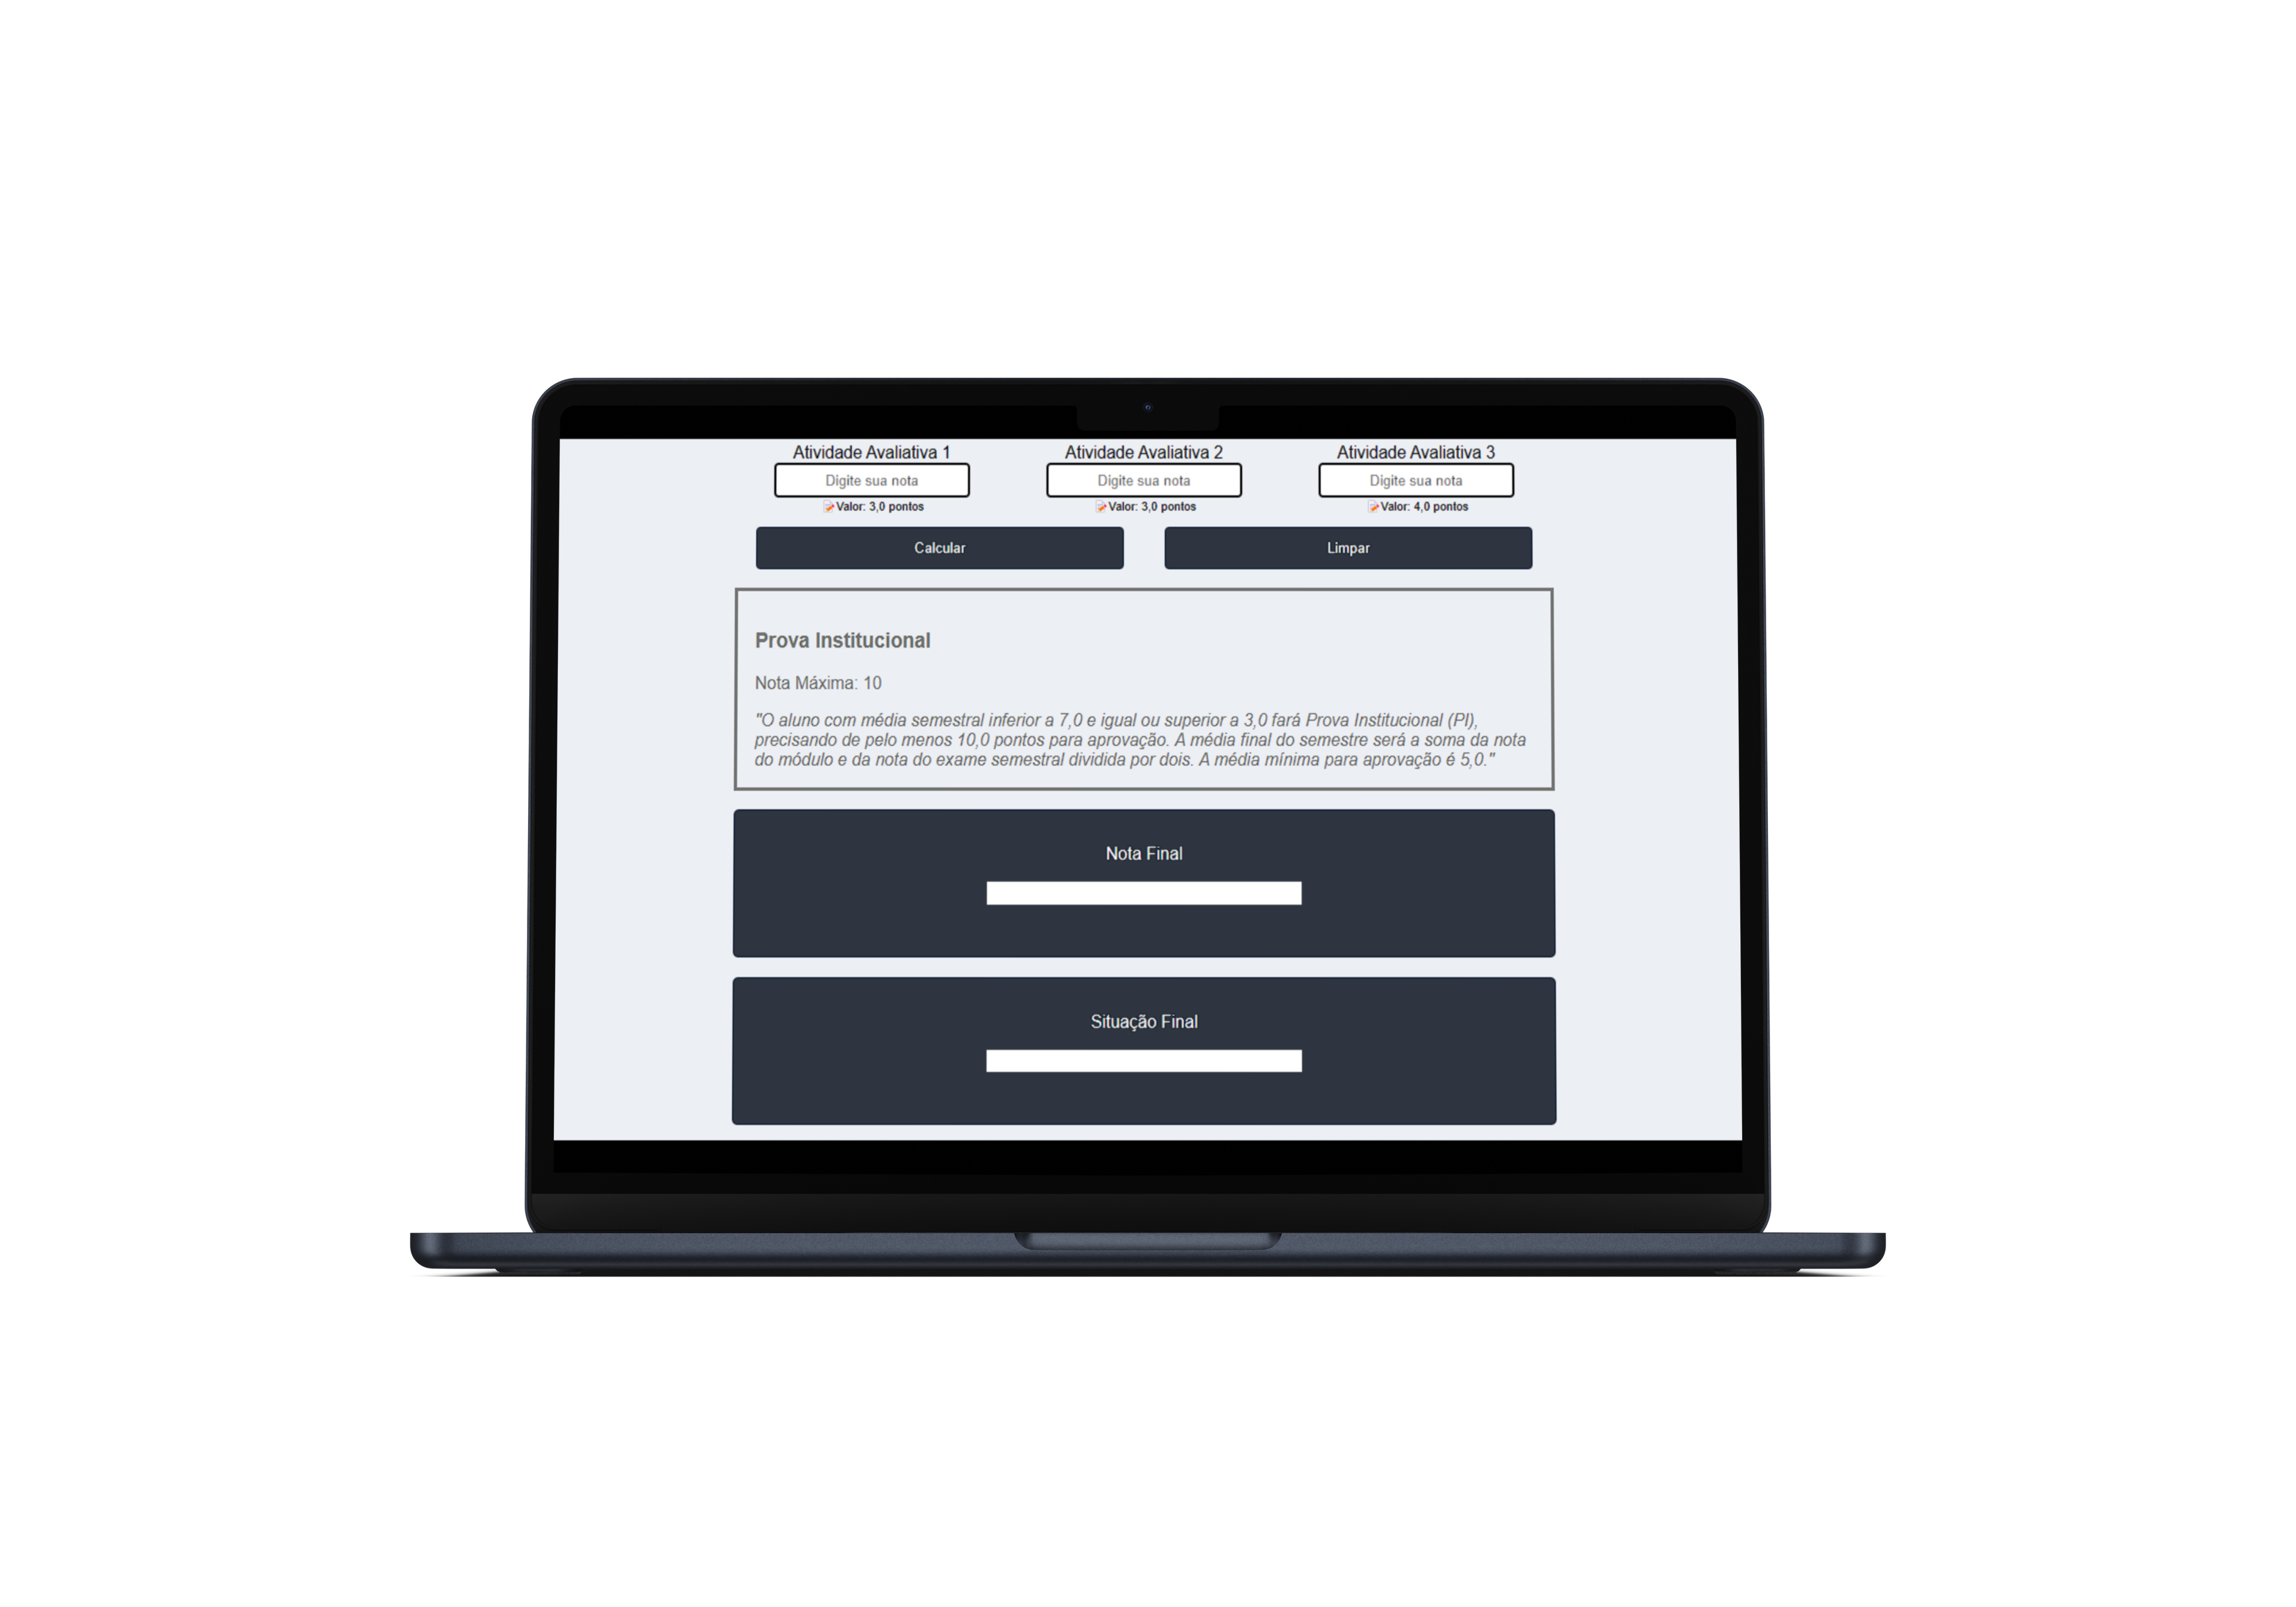 Atividade Avaliativa 1 Atividade Avaliativa 2 Atividade Avaliativa 3
Digite sua nota Digite sua nota Digite sua nota
📝Valor: 3,0 pontos 📝Valor: 3,0 pontos 📝Valor: 4,0 pontos
Calcular Limpar
Prova Institucional
Nota Máxima: 10
"O aluno com média semestral inferior a 7,0 e igual ou superior a 3,0 fará Prova Institucional (PI),
precisando de pelo menos 10,0 pontos para aprovação. A média final do semestre será a soma da nota
do módulo e da nota do exame semestral dividida por dois. A média mínima para aprovação é 5,0."
Nota Final
Situação Final